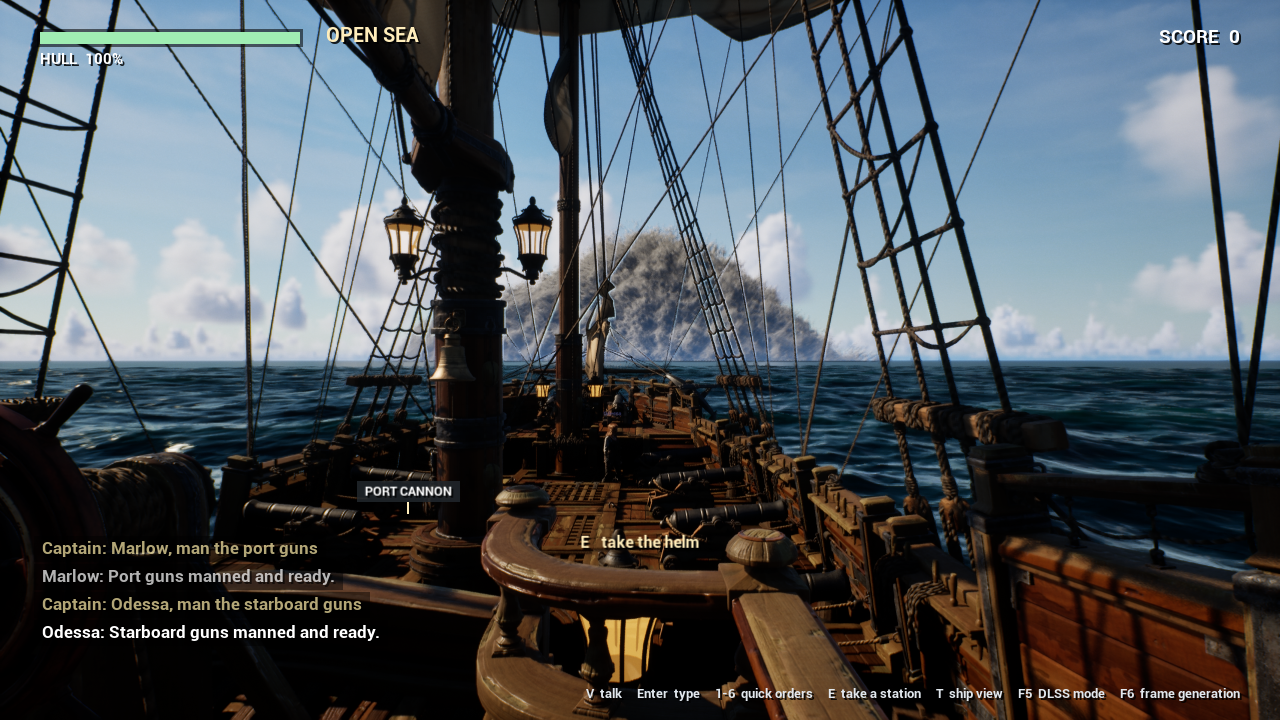 OPEN SEA
SCORE 0
HULL 100%
PORT CANNON
E take the helm
Captain: Marlow, man the port guns
Marlow: Port guns manned and ready.
Captain: Odessa, man the starboard guns
Odessa: Starboard guns manned and ready.
V talk Enter type 1-6 quick orders E take a station T ship view F5 DLSS mode F6 frame generation